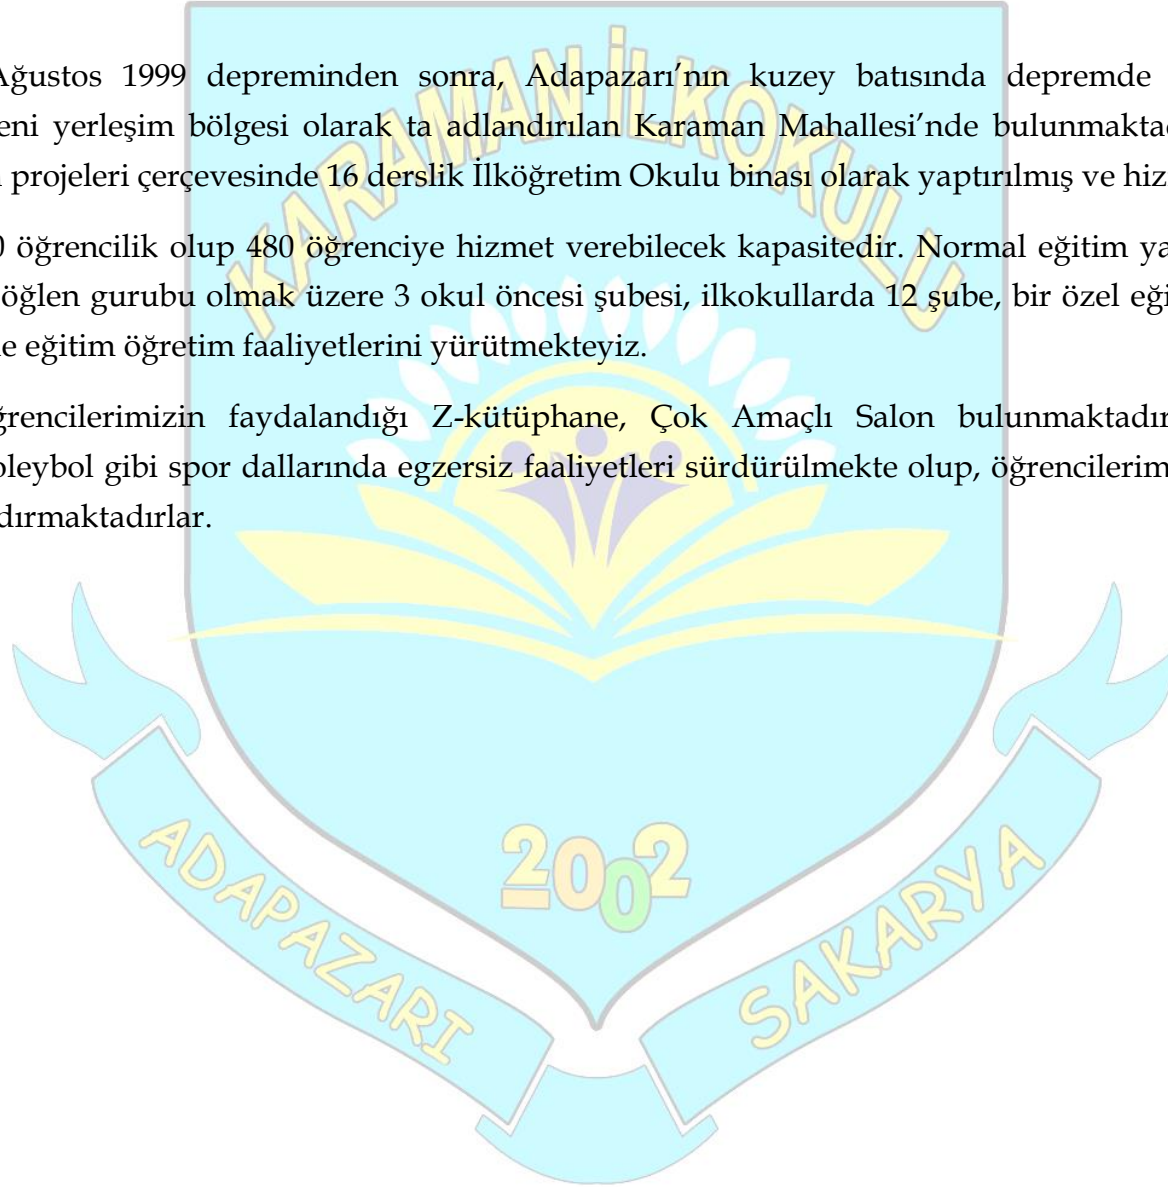 Ağustos 1999 depreminden sonra, Adapazarı’nın kuzey batısında depremde
eni yerleşim bölgesi olarak ta adlandırılan Karaman Mahallesi’nde bulunmakta
projeleri çerçevesinde 16 derslik İlköğretim Okulu binası olarak yaptırılmış ve hiz
0 öğrencilik olup 480 öğrenciye hizmet verebilecek kapasitedir. Normal eğitim ya
öğlen gurubu olmak üzere 3 okul öncesi şubesi, ilkokullarda 12 şube, bir özel eği
e eğitim öğretim faaliyetlerini yürütmekteyiz.
ğrencilerimizin faydalandığı Z-kütüphane, Çok Amaçlı Salon bulunmaktadır
oleybol gibi spor dallarında egzersiz faaliyetleri sürdürülmekte olup, öğrencilerim
dırmaktadırlar.
KARAMAN İLKOKULU
2002
ADAPAZARI
SAKARYA